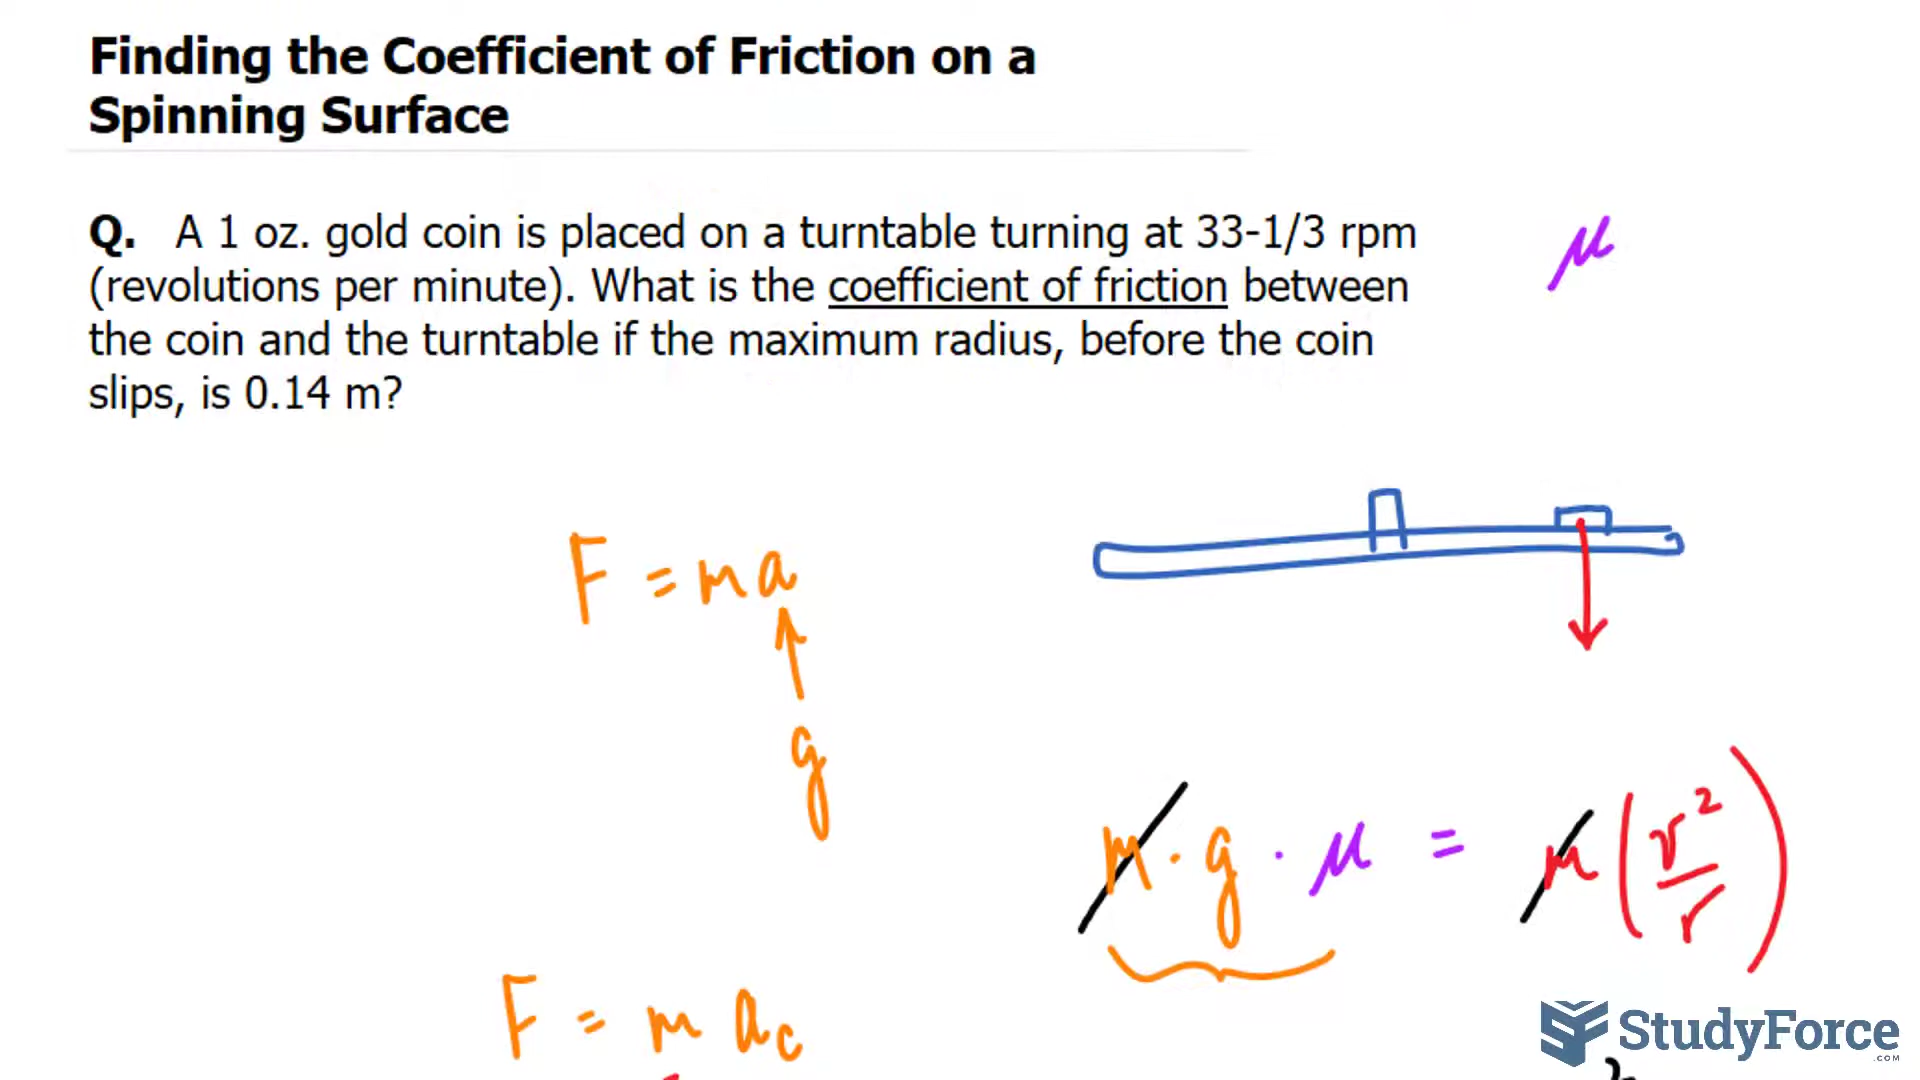 Finding the Coefficient of Friction on a
Spinning Surface
Q. A 1 oz. gold coin is placed on a turntable turning at 33-1/3 rpm
(revolutions per minute). What is the coefficient of friction between
the coin and the turntable if the maximum radius, before the coin
slips, is 0.14 m?
μ
F = ma
g
m · g · μ = m (v²/r)
F = m ac
StudyForce
.COM